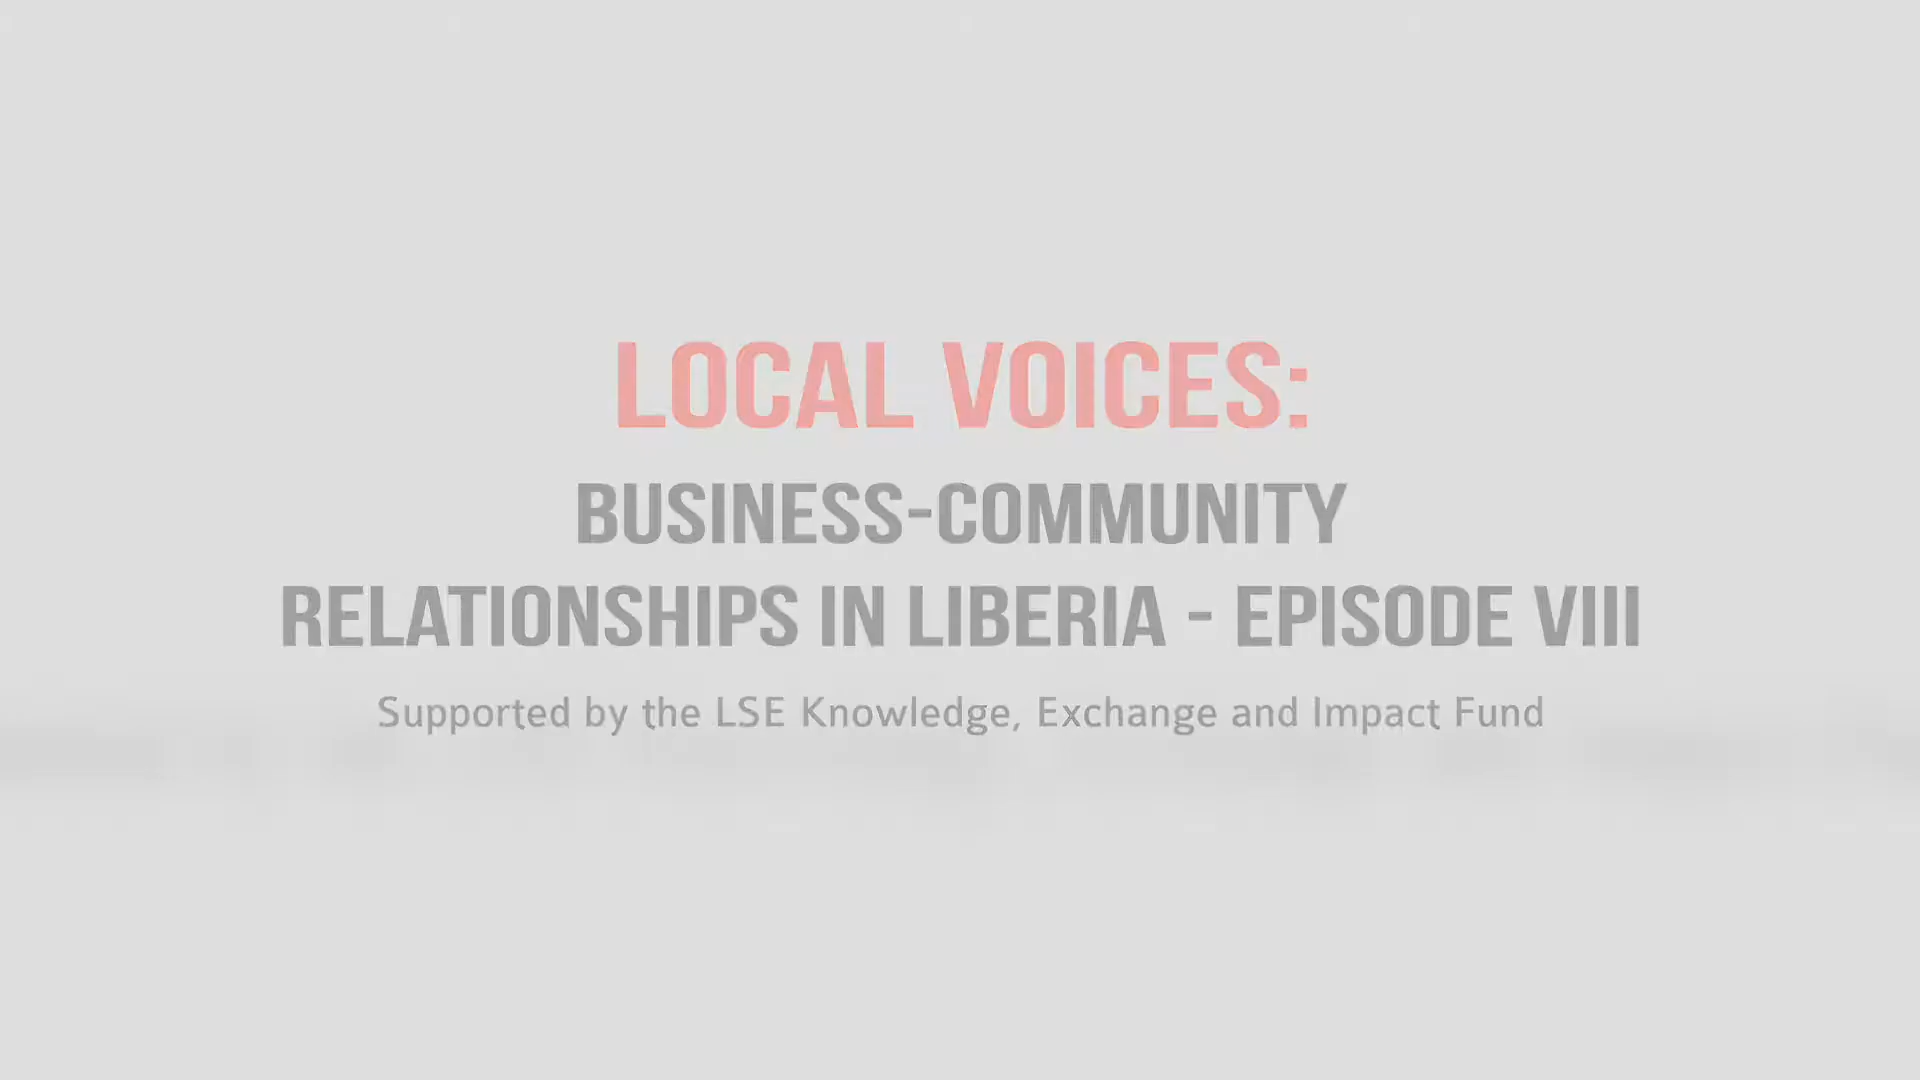 LOCAL VOICES:
BUSINESS-COMMUNITY
RELATIONSHIPS IN LIBERIA - EPISODE VIII
Supported by the LSE Knowledge, Exchange and Impact Fund